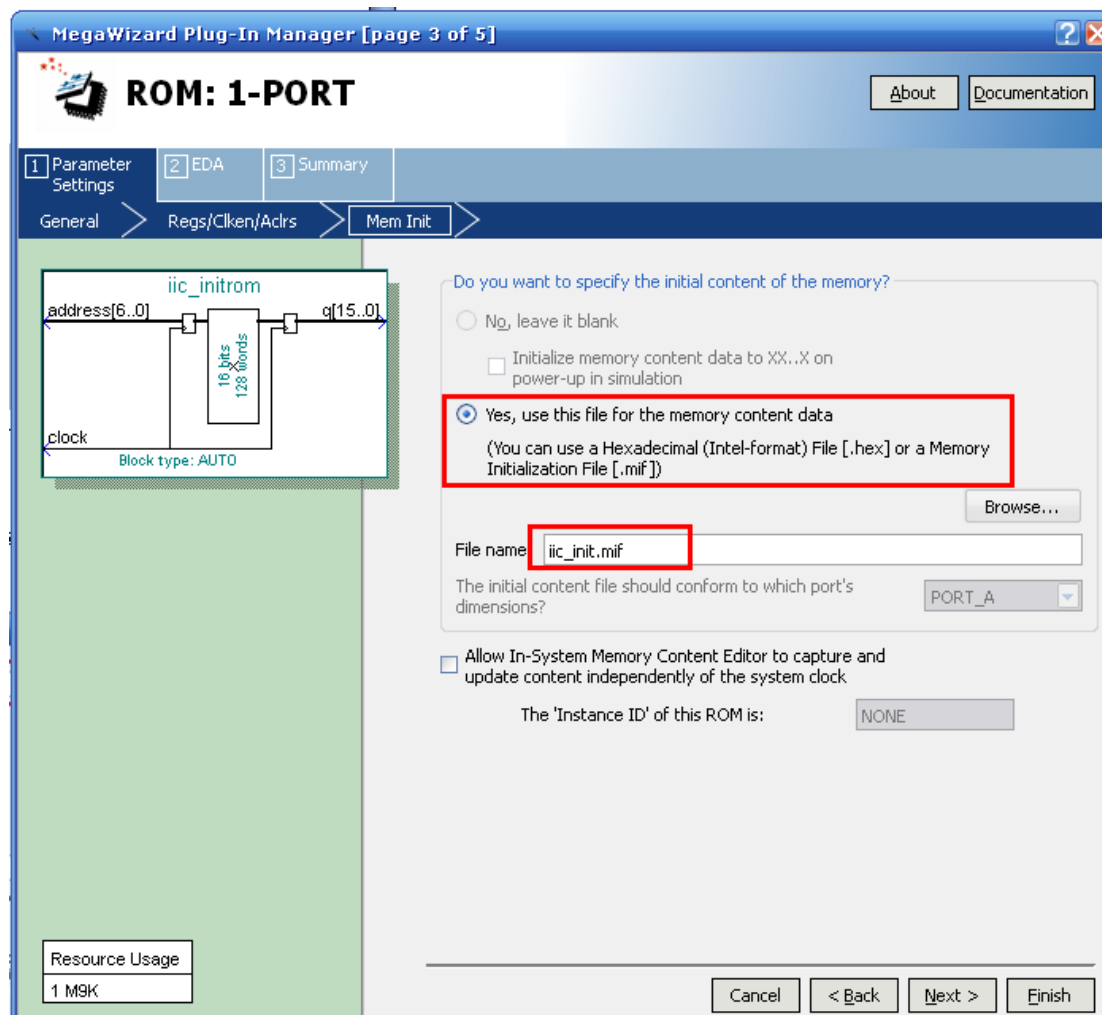 MegaWizard Plug-In Manager [page 3 of 5]
ROM: 1-PORT
About
Documentation
1 Parameter Settings
2 EDA
3 Summary
General
Regs/Clken/Aclrs
Mem Init
iic_initrom
address[6..0]
q[15..0]
16 bits
128 words
clock
Block type: AUTO
Do you want to specify the initial content of the memory?
No, leave it blank
Initialize memory content data to XX..X on
power-up in simulation
Yes, use this file for the memory content data
(You can use a Hexadecimal (Intel-format) File [.hex] or a Memory
Initialization File [.mif])
Browse...
File name
iic_init.mif
The initial content file should conform to which port's
dimensions?
PORT_A
Allow In-System Memory Content Editor to capture and
update content independently of the system clock
The 'Instance ID' of this ROM is:
NONE
Resource Usage
1 M9K
Cancel
< Back
Next >
Finish